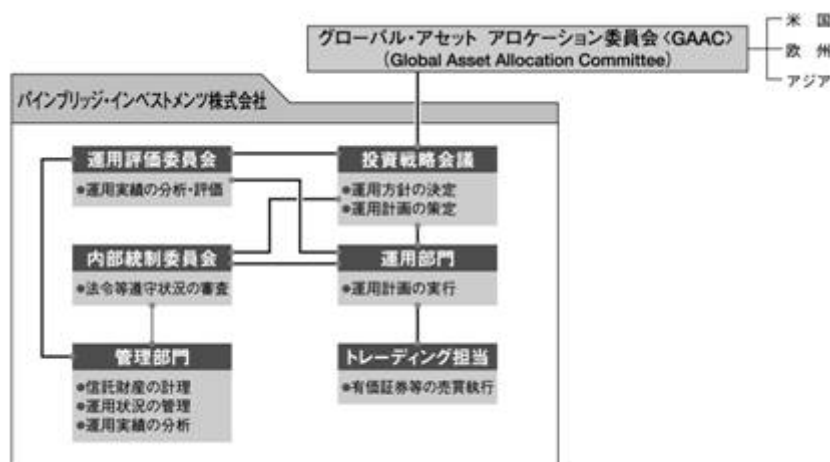 グローバル・アセット アロケーション委員会〈GAAC〉
(Global Asset Allocation Committee)
米 国
欧 州
アジア
パインブリッジ・インベストメンツ株式会社
運用評価委員会
●運用実績の分析・評価
投資戦略会議
●運用方針の決定
●運用計画の策定
内部統制委員会
●法令等遵守状況の審査
運用部門
●運用計画の実行
管理部門
●信託財産の計理
●運用状況の管理
●運用実績の分析
トレーディング担当
●有価証券等の売買執行